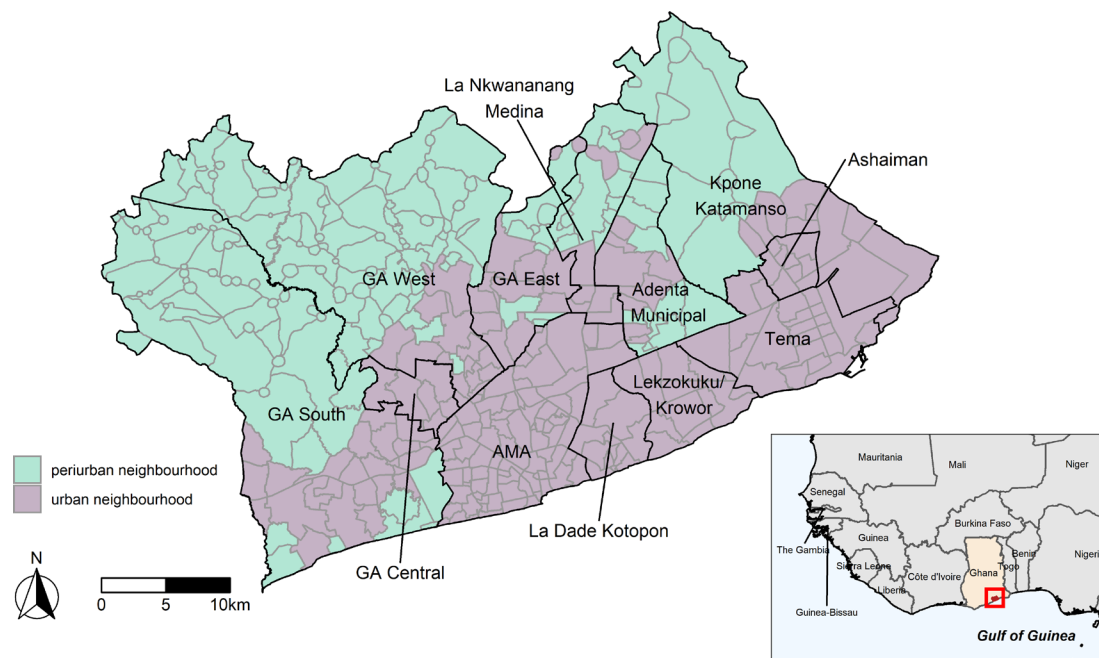 La Nkwananang
Medina
Ashaiman
Kpone
Katamanso
GA West
GA East
Adenta
Municipal
Tema
Lekzokuku/
Krowor
GA South
AMA
periurban neighbourhood
urban neighbourhood
La Dade Kotopon
GA Central
N
0 5 10km
Mauritania
Mali
Niger
Senegal
Burkina Faso
The Gambia
Guinea
Benin
Nigeri
Sierra Leone
Côte d'Ivoire
Ghana
Togo
Liberia
Guinea-Bissau
Gulf of Guinea